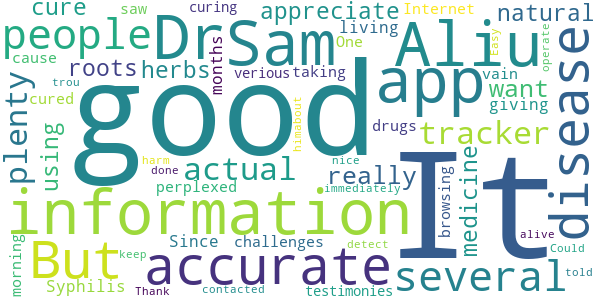 cure saw curing appreciate Internet natural
people DrSam Aliu living One
cause roots herbs months verious taking vain Easy operate
plenty cured trou good app want giving disease
using actual himabout drugs tracker
harm done nice really medicine
perplexed immediately browsing
information It
morning But Since challenges alive detect Could
accurate several told
Syphilis keep Thank contacted testimonies